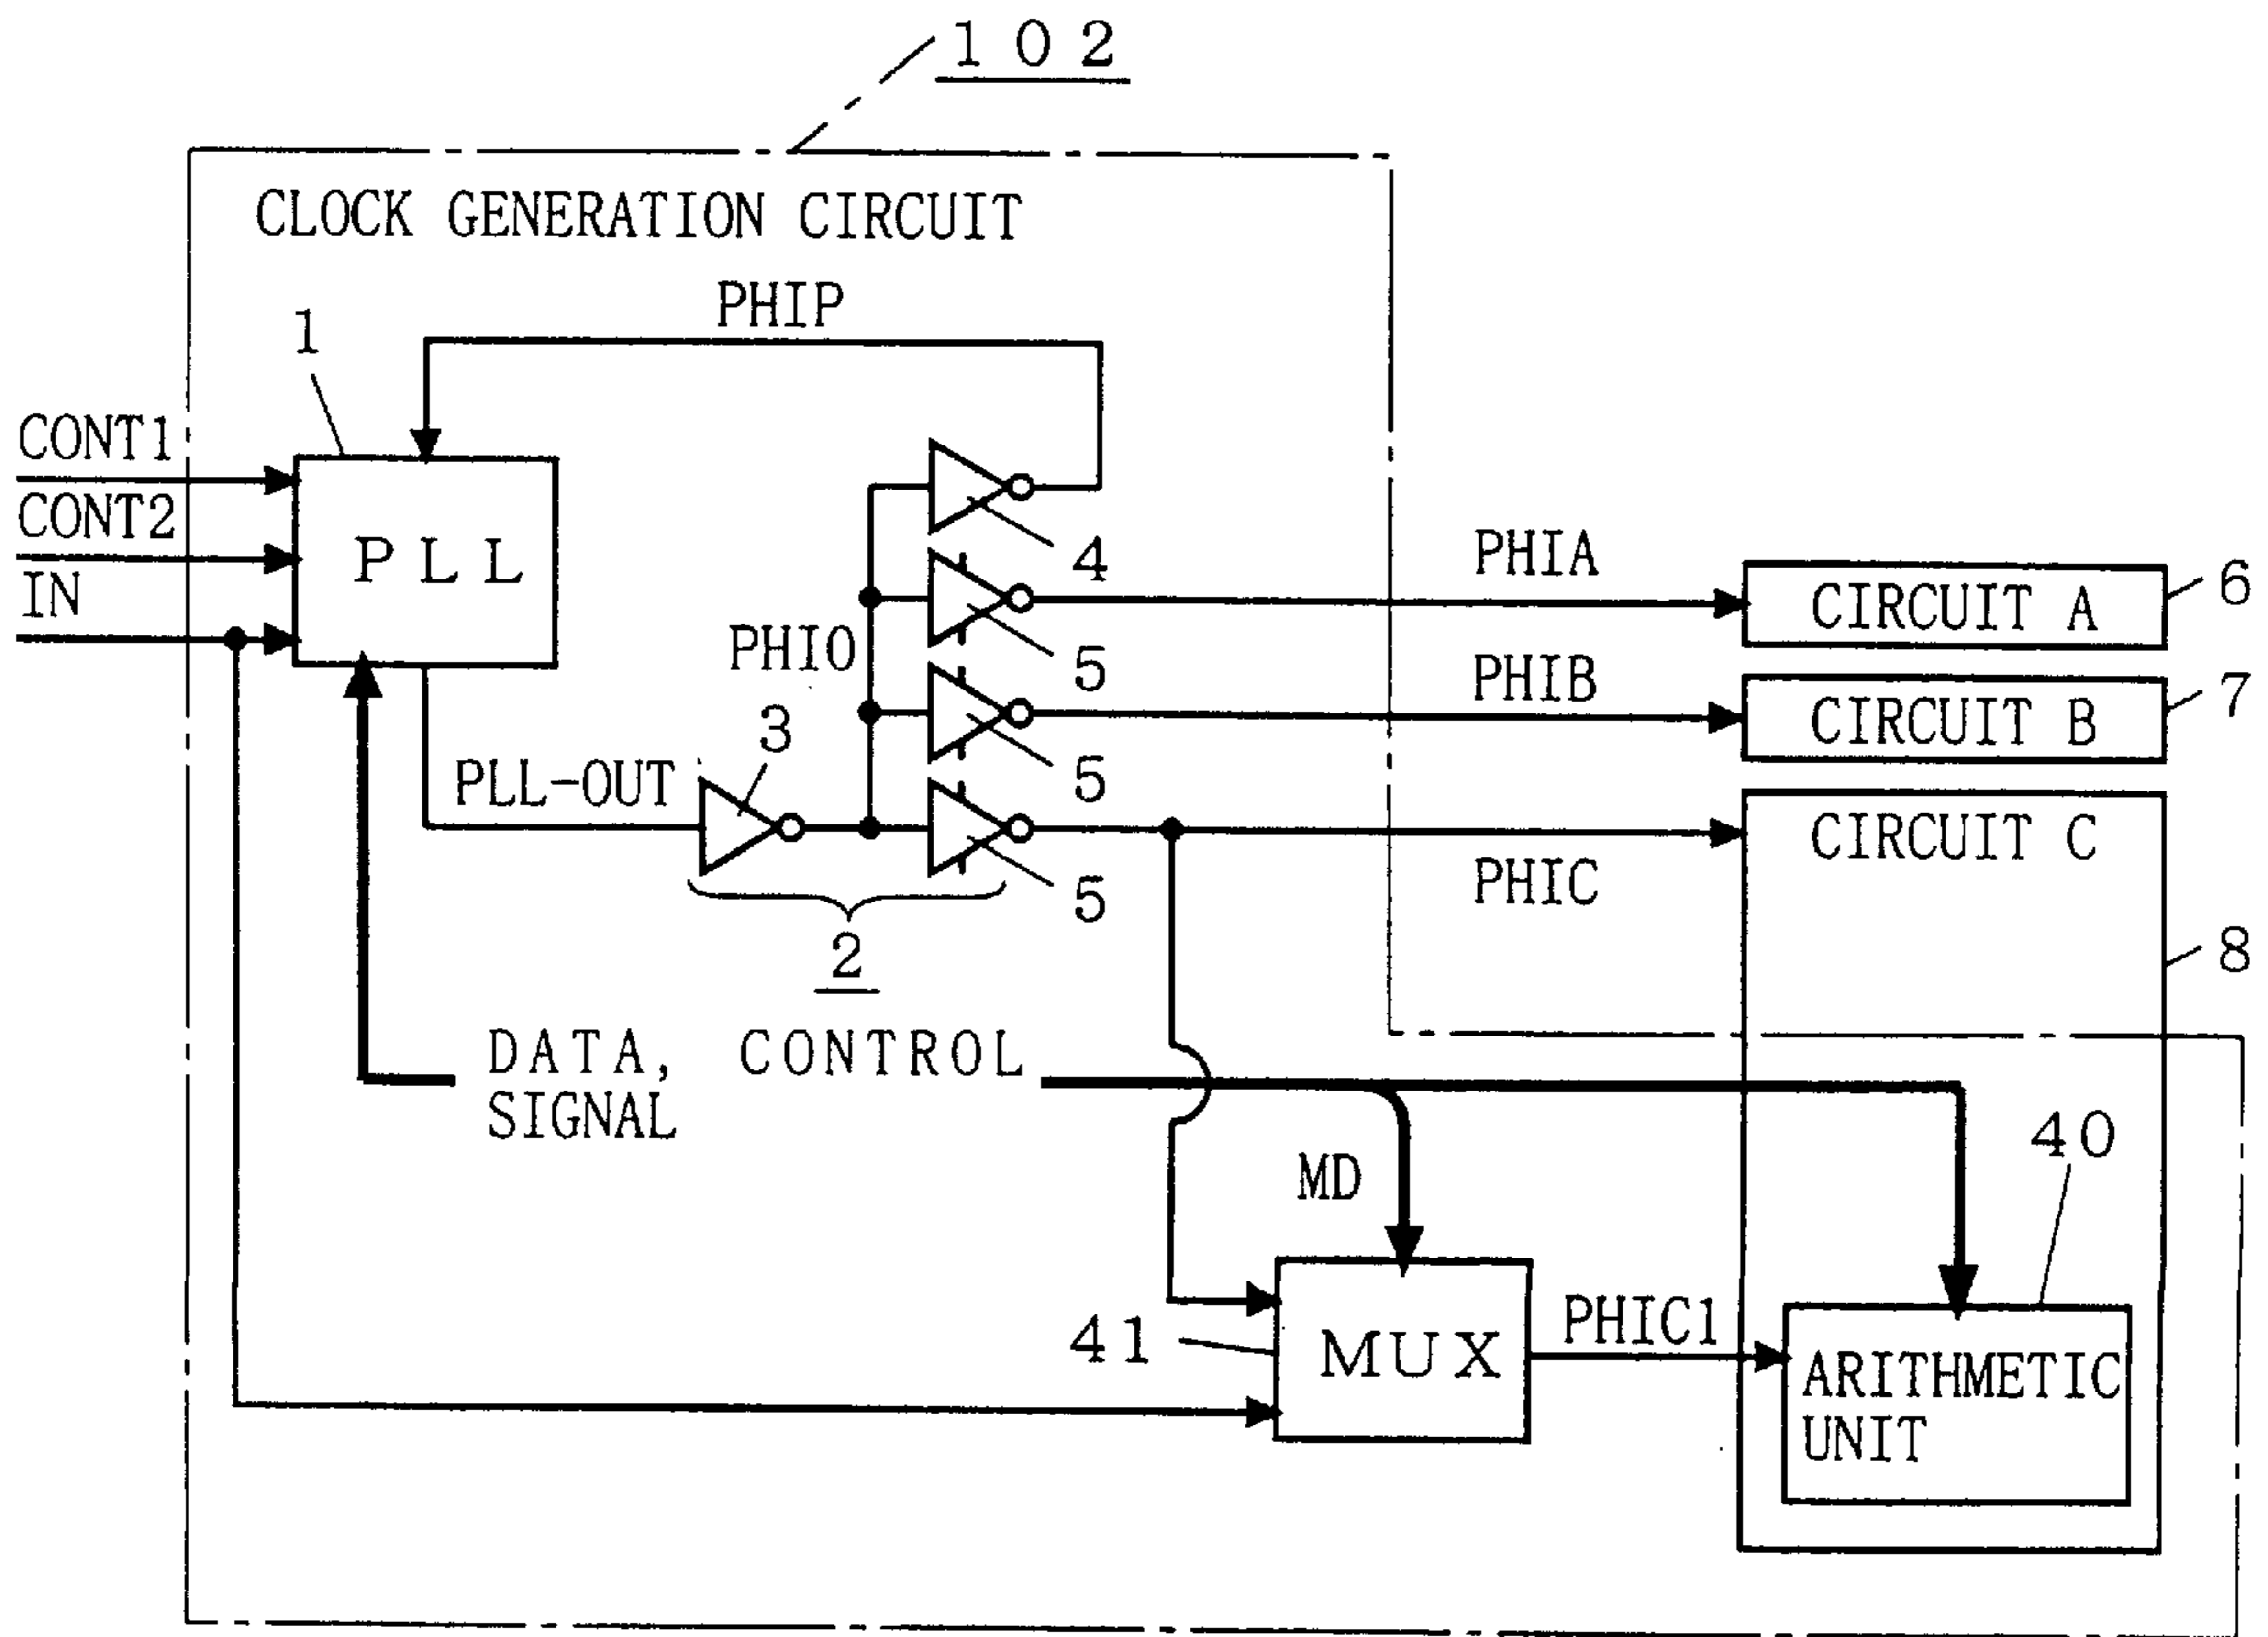 102
CLOCK GENERATION CIRCUIT
PHIP
1
CONT1
CONT2
IN
PLL
4
PHIA
CIRCUIT A
6
PHI0
5
PHIB
CIRCUIT B
7
3
5
PLL-OUT
PHIC
CIRCUIT C
5
2
8
DATA, CONTROL
SIGNAL
MD
40
41
MUX
PHIC1
ARITHMETIC
UNIT